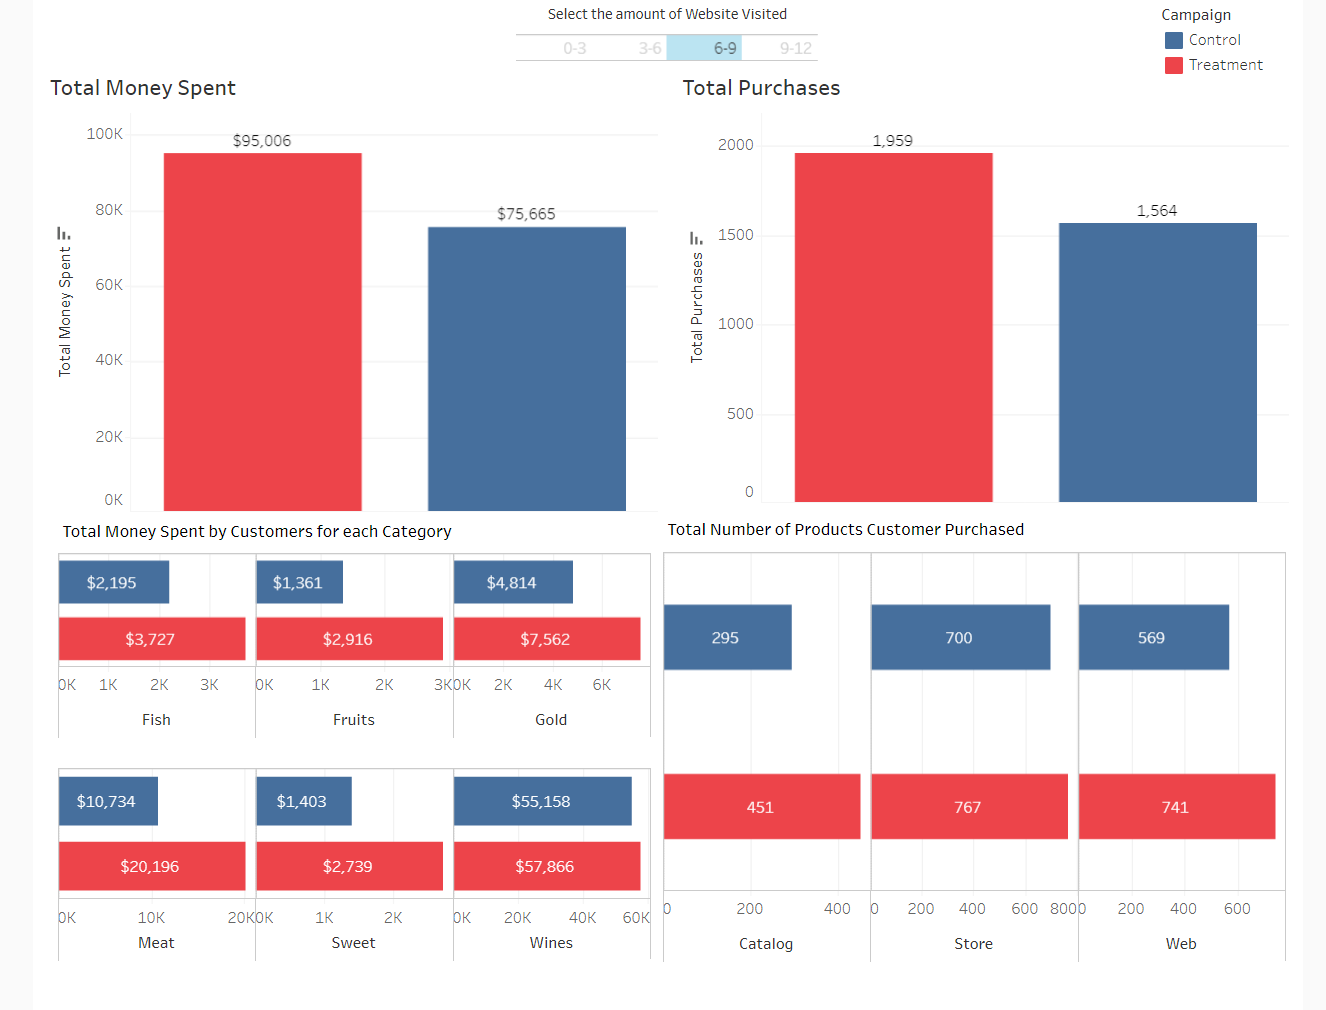 Select the amount of Website Visited
0-3 3-6 6-9 9-12
Campaign
Control
Treatment
Total Money Spent
Total Money Spent
100K
80K
60K
40K
20K
0K
$95,006
$75,665
Total Purchases
Total Purchases
2000
1500
1000
500
0
1,959
1,564
Total Money Spent by Customers for each Category
$2,195 $1,361 $4,814
$3,727 $2,916 $7,562
0K 1K 2K 3K 0K 1K 2K 3K 0K 2K 4K 6K
Fish Fruits Gold
$10,734 $1,403 $55,158
$20,196 $2,739 $57,866
0K 10K 20K 0K 1K 2K 0K 20K 40K 60K
Meat Sweet Wines
Total Number of Products Customer Purchased
295 700 569
451 767 741
0 200 400 0 200 400 600 800 0 200 400 600
Catalog Store Web